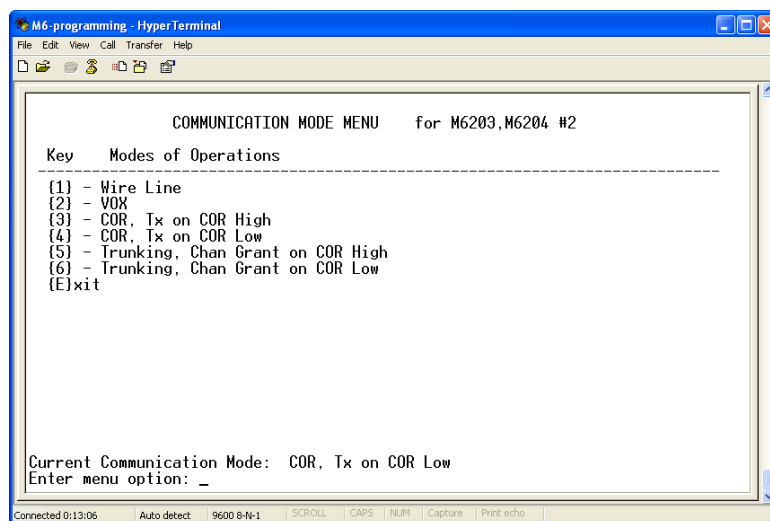 M6-programming - HyperTerminal
File Edit View Call Transfer Help
COMMUNICATION MODE MENU for M6203,M6204 #2
Key Modes of Operations
{1} - Wire Line
{2} - VOX
{3} - COR, Tx on COR High
{4} - COR, Tx on COR Low
{5} - Trunking, Chan Grant on COR High
{6} - Trunking, Chan Grant on COR Low
{E}xit
Current Communication Mode: COR, Tx on COR Low
Enter menu option: _
Connected 0:13:06 Auto detect 9600 8-N-1 SCROLL CAPS NUM Capture Print echo